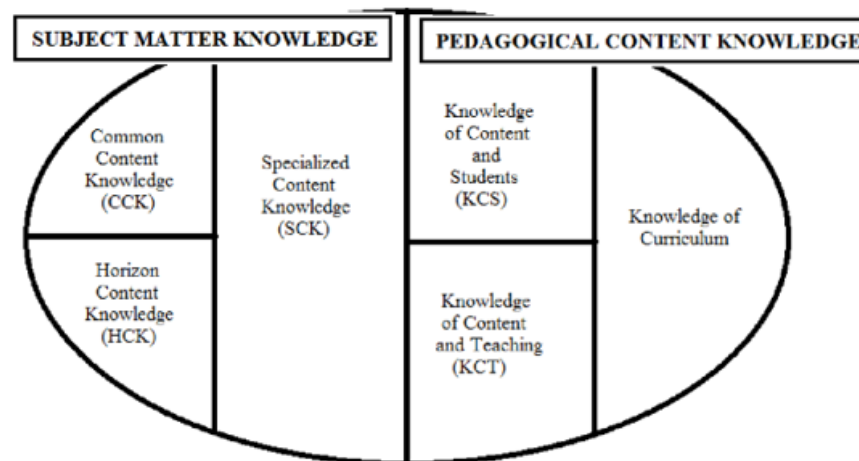 SUBJECT MATTER KNOWLEDGE
PEDAGOGICAL CONTENT KNOWLEDGE
Common
Content
Knowledge
(CCK)
Horizon
Content
Knowledge
(HCK)
Specialized
Content
Knowledge
(SCK)
Knowledge
of Content
and
Students
(KCS)
Knowledge
of Content
and Teaching
(KCT)
Knowledge of
Curriculum